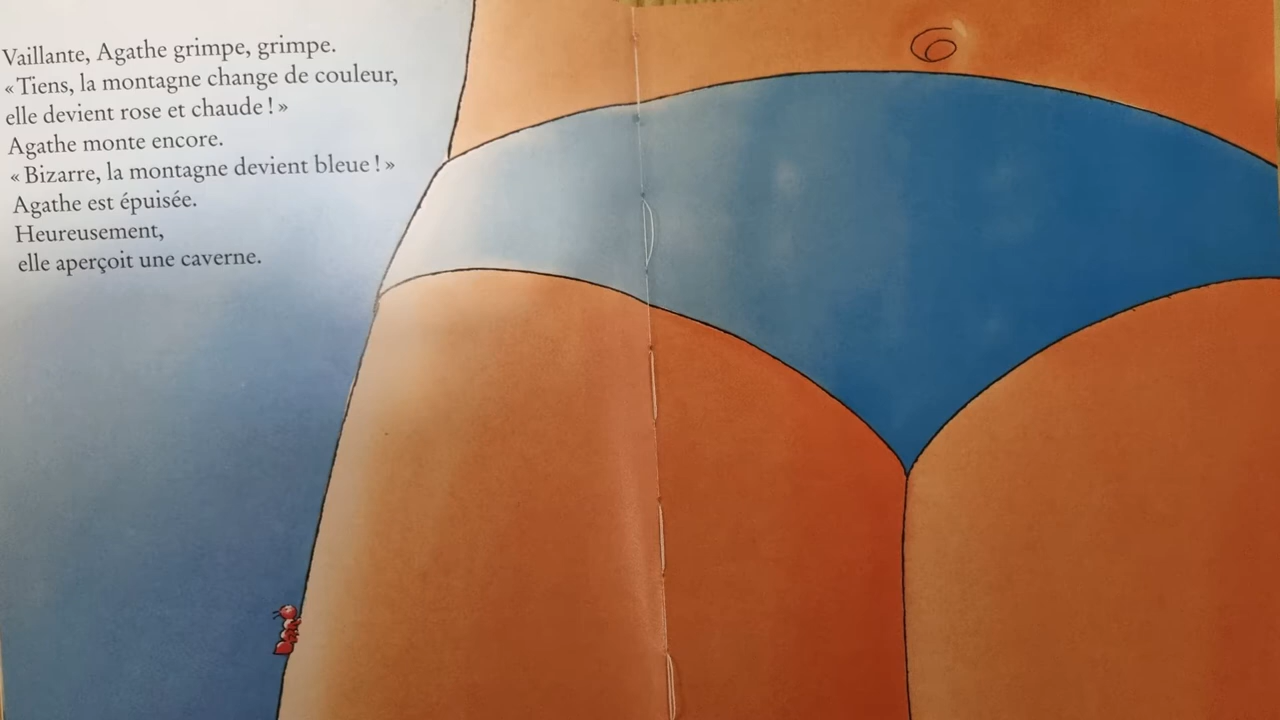 Vaillante, Agathe grimpe, grimpe.
« Tiens, la montagne change de couleur,
elle devient rose et chaude ! »
Agathe monte encore.
« Bizarre, la montagne devient bleue ! »
Agathe est épuisée.
Heureusement,
elle aperçoit une caverne.